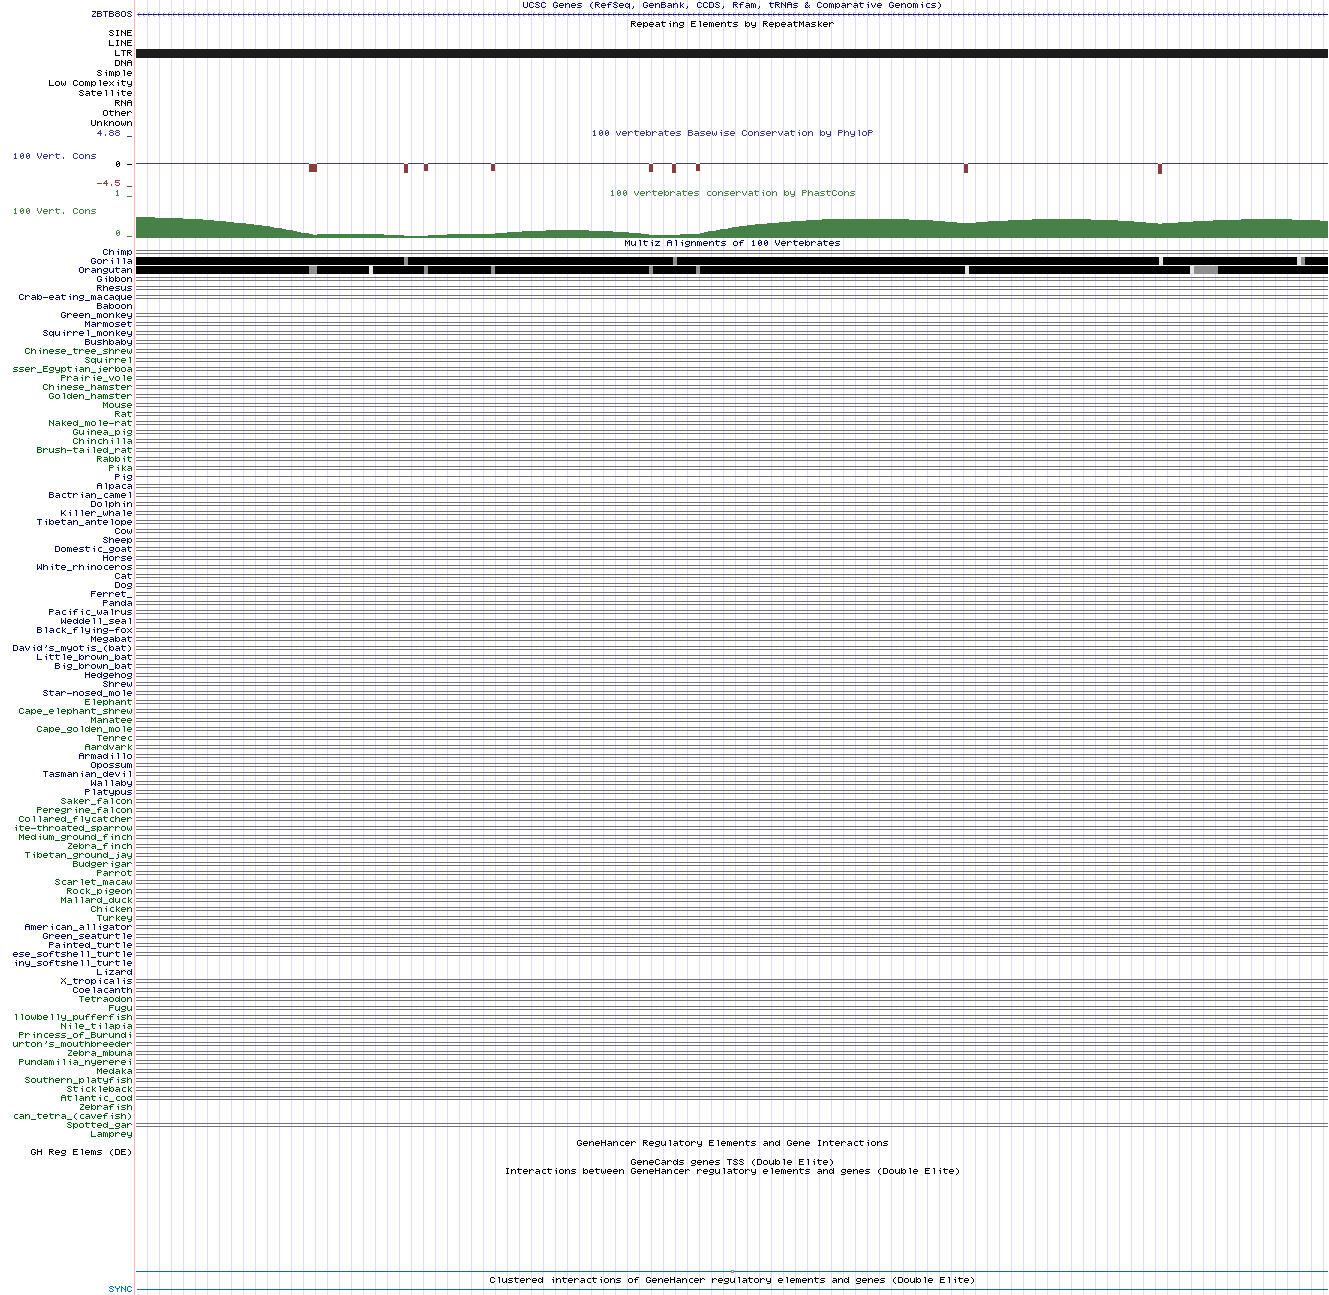 UCSC Genes (RefSeq, GenBank, CCDS, Rfam, tRNAs & Comparative Genomics)
ZBTB8OS
Repeating Elements by RepeatMasker
SINE
LINE
LTR
DNA
Simple
Low Complexity
Satellite
RNA
Other
Unknown
4.88 _
100 vertebrates Basewise Conservation by PhyloP
100 Vert. Cons
0 -
-4.5 _
1 _
100 vertebrates conservation by PhastCons
100 Vert. Cons
0 _
Multiz Alignments of 100 Vertebrates
Chimp
Gorilla
Orangutan
Gibbon
Rhesus
Crab-eating_macaque
Baboon
Green_monkey
Marmoset
Squirrel_monkey
Bushbaby
Chinese_tree_shrew
Squirrel
sser_Egyptian_jerboa
Prairie_vole
Chinese_hamster
Golden_hamster
Mouse
Rat
Naked_mole-rat
Guinea_pig
Chinchilla
Brush-tailed_rat
Rabbit
Pika
Pig
Alpaca
Bactrian_camel
Dolphin
Killer_whale
Tibetan_antelope
Cow
Sheep
Domestic_goat
Horse
White_rhinoceros
Cat
Dog
Ferret_
Panda
Pacific_walrus
Weddell_seal
Black_flying-fox
Megabat
David's_myotis_(bat)
Little_brown_bat
Big_brown_bat
Hedgehog
Shrew
Star-nosed_mole
Elephant
Cape_elephant_shrew
Manatee
Cape_golden_mole
Tenrec
Aardvark
Armadillo
Opossum
Tasmanian_devil
Wallaby
Platypus
Saker_falcon
Peregrine_falcon
Collared_flycatcher
ite-throated_sparrow
Medium_ground_finch
Zebra_finch
Tibetan_ground_jay
Budgerigar
Parrot
Scarlet_macaw
Rock_pigeon
Mallard_duck
Chicken
Turkey
American_alligator
Green_seaturtle
Painted_turtle
ese_softshell_turtle
iny_softshell_turtle
Lizard
X_tropicalis
Coelacanth
Tetraodon
Fugu
llowbelly_pufferfish
Nile_tilapia
Princess_of_Burundi
urton's_mouthbreeder
Zebra_mbuna
Pundamilia_nyererei
Medaka
Southern_platyfish
Stickleback
Atlantic_cod
Zebrafish
can_tetra_(cavefish)
Spotted_gar
Lamprey
GeneHancer Regulatory Elements and Gene Interactions
GH Reg Elems (DE)
GeneCards genes TSS (Double Elite)
Interactions between GeneHancer regulatory elements and genes (Double Elite)
Clustered interactions of GeneHancer regulatory elements and genes (Double Elite)
SYNC